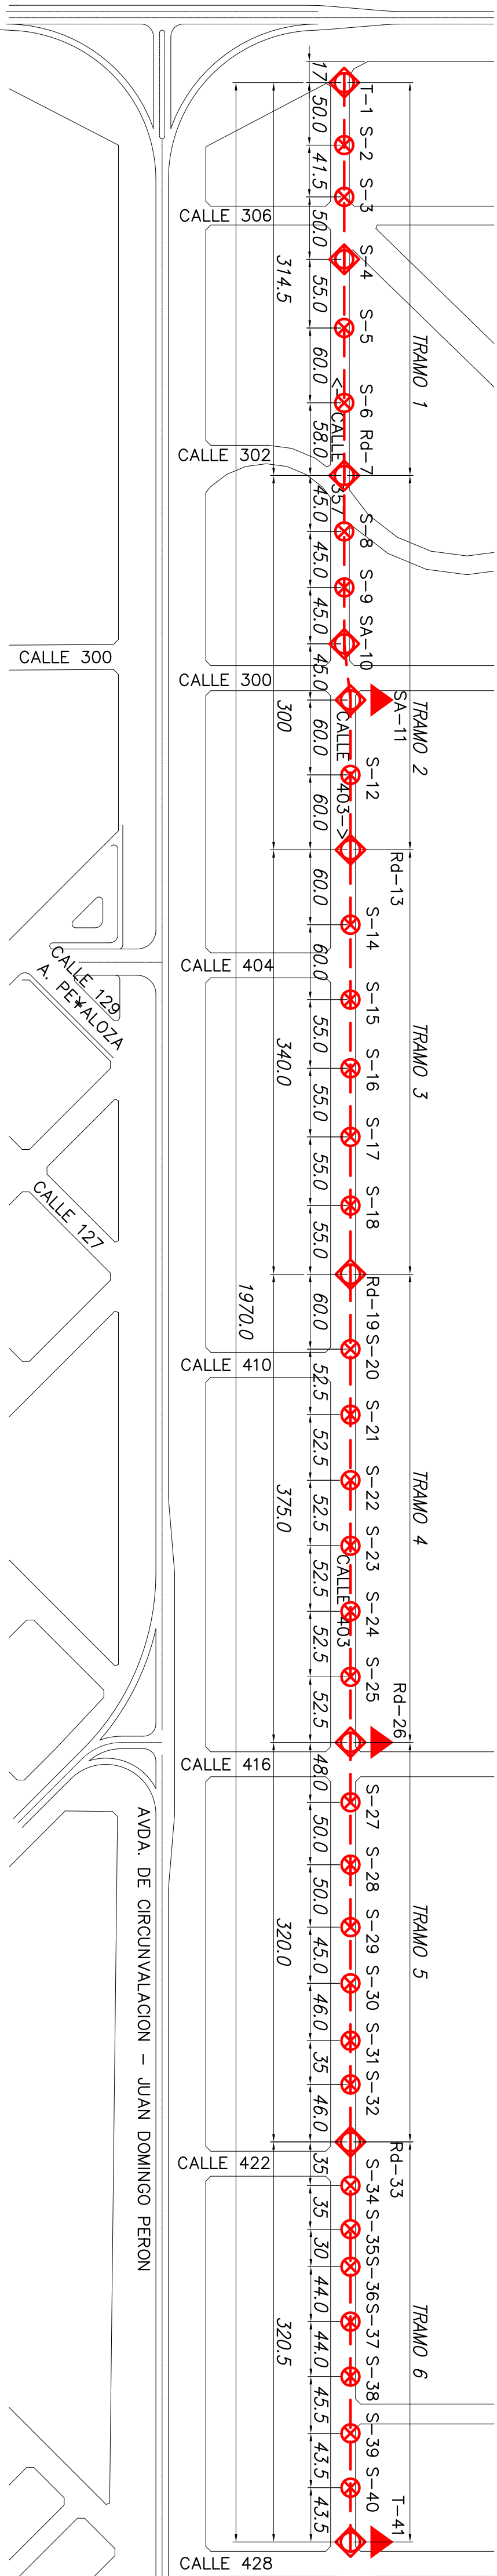 T-1
S-2
S-3
S-4
S-5
S-6
Rd-7
S-8
S-9
SA-10
SA-11
S-12
Rd-13
S-14
S-15
S-16
S-17
S-18
Rd-19
S-20
S-21
S-22
S-23
S-24
S-25
Rd-26
S-27
S-28
S-29
S-30
S-31
S-32
Rd-33
S-34
S-35
S-36
S-37
S-38
S-39
S-40
T-41
TRAMO 1
TRAMO 2
TRAMO 3
TRAMO 4
TRAMO 5
TRAMO 6
17
50.0
41.5
50.0
55.0
60.0
58.0
45.0
45.0
45.0
45.0
60.0
60.0
60.0
60.0
55.0
55.0
55.0
55.0
60.0
52.5
52.5
52.5
52.5
52.5
52.5
48.0
50.0
50.0
45.0
46.0
35
46.0
35
35
30
44.0
44.0
45.5
43.5
43.5
314.5
300
340.0
375.0
320.0
320.5
1970.0
<-CALLE 357
CALLE 403->
CALLE 403
CALLE 306
CALLE 302
CALLE 300
CALLE 300
CALLE 404
CALLE 129
A. PE¥ALOZA
CALLE 127
CALLE 410
CALLE 416
CALLE 422
CALLE 428
AVDA. DE CIRCUNVALACION - JUAN DOMINGO PERON